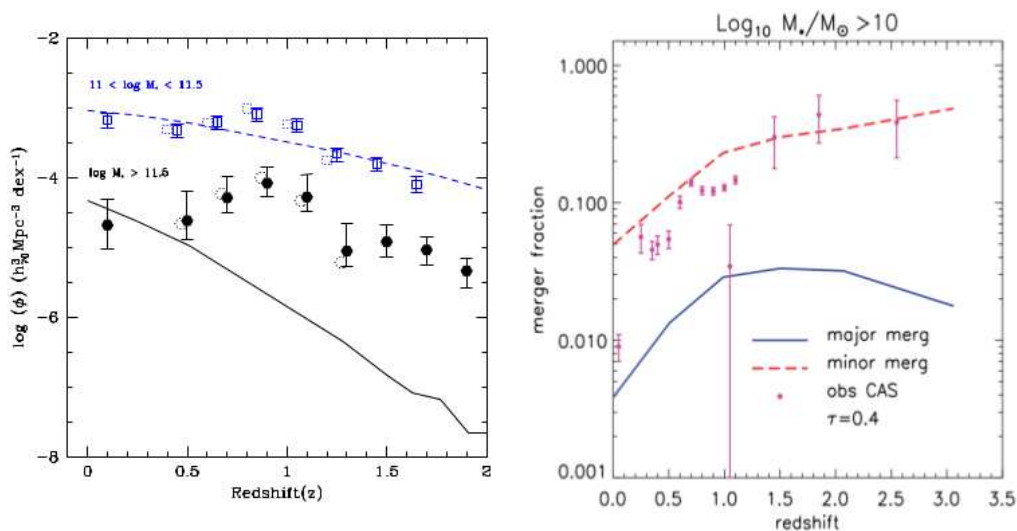 -2
-4
-6
-8
11 < log M* < 11.5
log M* > 11.5
log (ϕ) (h³₇₀ Mpc⁻³ dex⁻¹)
0
0.5
1
1.5
2
Redshift(z)
Log₁₀ M*/M☉ >10
1.000
0.100
0.010
0.001
merger fraction
major merg
minor merg
obs CAS
τ=0.4
0.0 0.5 1.0 1.5 2.0 2.5 3.0 3.5
redshift